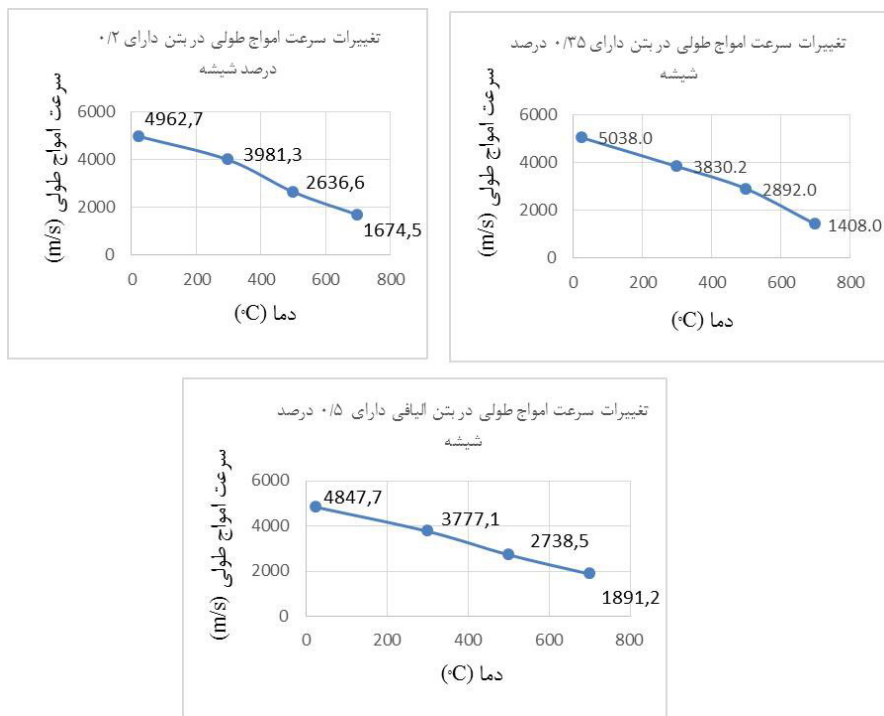 تغییرات سرعت امواج طولی در بتن دارای ۰/۲
درصد شیشه
سرعت امواج طولی (m/s)
6000
4000
2000
0
4962,7
3981,3
2636,6
1674,5
0 200 400 600 800
دما (°C)
تغییرات سرعت امواج طولی در بتن دارای ۰/۳۵ درصد
شیشه
سرعت امواج طولی (m/s)
6000
4000
2000
0
5038.0
3830.2
2892.0
1408.0
0 200 400 600 800
دما (°C)
تغییرات سرعت امواج طولی در بتن الیافی دارای ۰/۵ درصد
شیشه
سرعت امواج طولی (m/s)
6000
4000
2000
0
4847,7
3777,1
2738,5
1891,2
0 200 400 600 800
دما (°C)